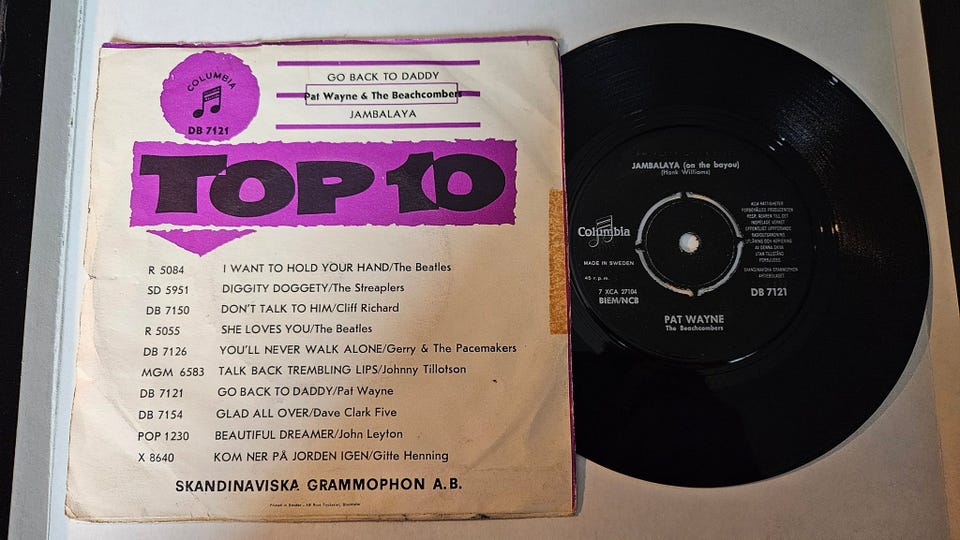 COLUMBIA
DB 7121
GO BACK TO DADDY
Pat Wayne & The Beachcombers
JAMBALAYA
TOP 10
R 5084 I WANT TO HOLD YOUR HAND/The Beatles
SD 5951 DIGGITY DOGGETY/The Streaplers
DB 7150 DON'T TALK TO HIM/Cliff Richard
R 5055 SHE LOVES YOU/The Beatles
DB 7126 YOU'LL NEVER WALK ALONE/Gerry & The Pacemakers
MGM 6583 TALK BACK TREMBLING LIPS/Johnny Tillotson
DB 7121 GO BACK TO DADDY/Pat Wayne
DB 7154 GLAD ALL OVER/Dave Clark Five
POP 1230 BEAUTIFUL DREAMER/John Leyton
X 8640 KOM NER PÅ JORDEN IGEN/Gitte Henning
SKANDINAVISKA GRAMMOPHON A.B.
JAMBALAYA (on the bayou)
(Hank Williams)
Columbia
MADE IN SWEDEN
45 r.p.m.
7 XCA 27104
BIEM/NCB
SKANDINAVISKA GRAMMOPHON
AKTIEBOLAGET
DB 7121
PAT WAYNE
The Beachcombers